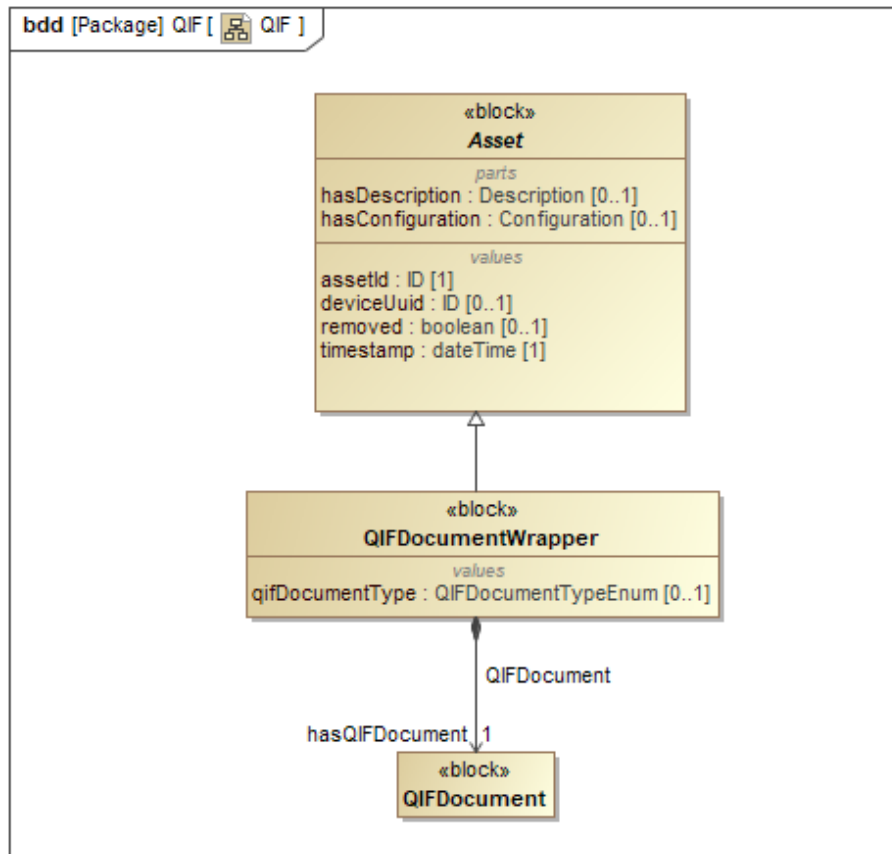 bdd [Package] QIF [ QIF ]
«block»
Asset
parts
hasDescription : Description [0..1]
hasConfiguration : Configuration [0..1]
values
assetId : ID [1]
deviceUuid : ID [0..1]
removed : boolean [0..1]
timestamp : dateTime [1]
«block»
QIFDocumentWrapper
values
qifDocumentType : QIFDocumentTypeEnum [0..1]
QIFDocument
hasQIFDocument 1
«block»
QIFDocument